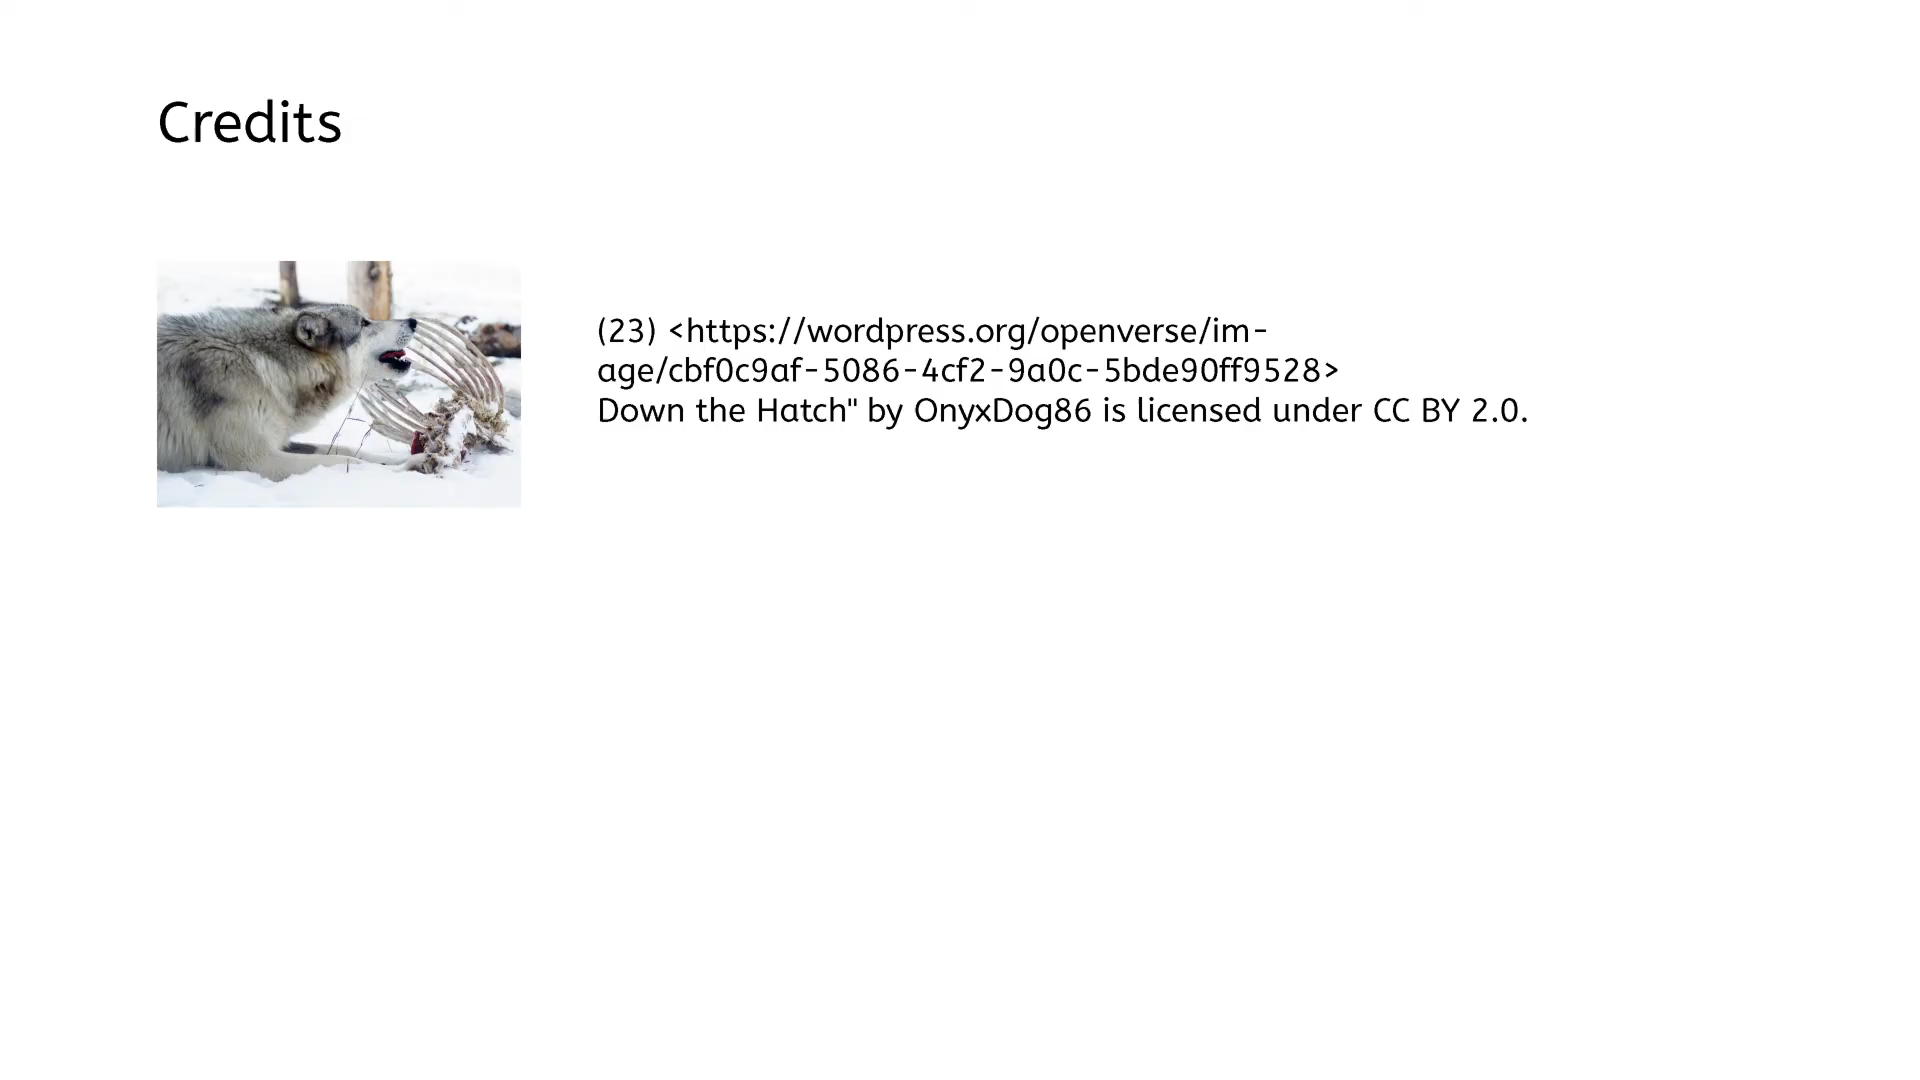 Credits
(23) <https://wordpress.org/openverse/im-
age/cbf0c9af-5086-4cf2-9a0c-5bde90ff9528>
Down the Hatch" by OnyxDog86 is licensed under CC BY 2.0.